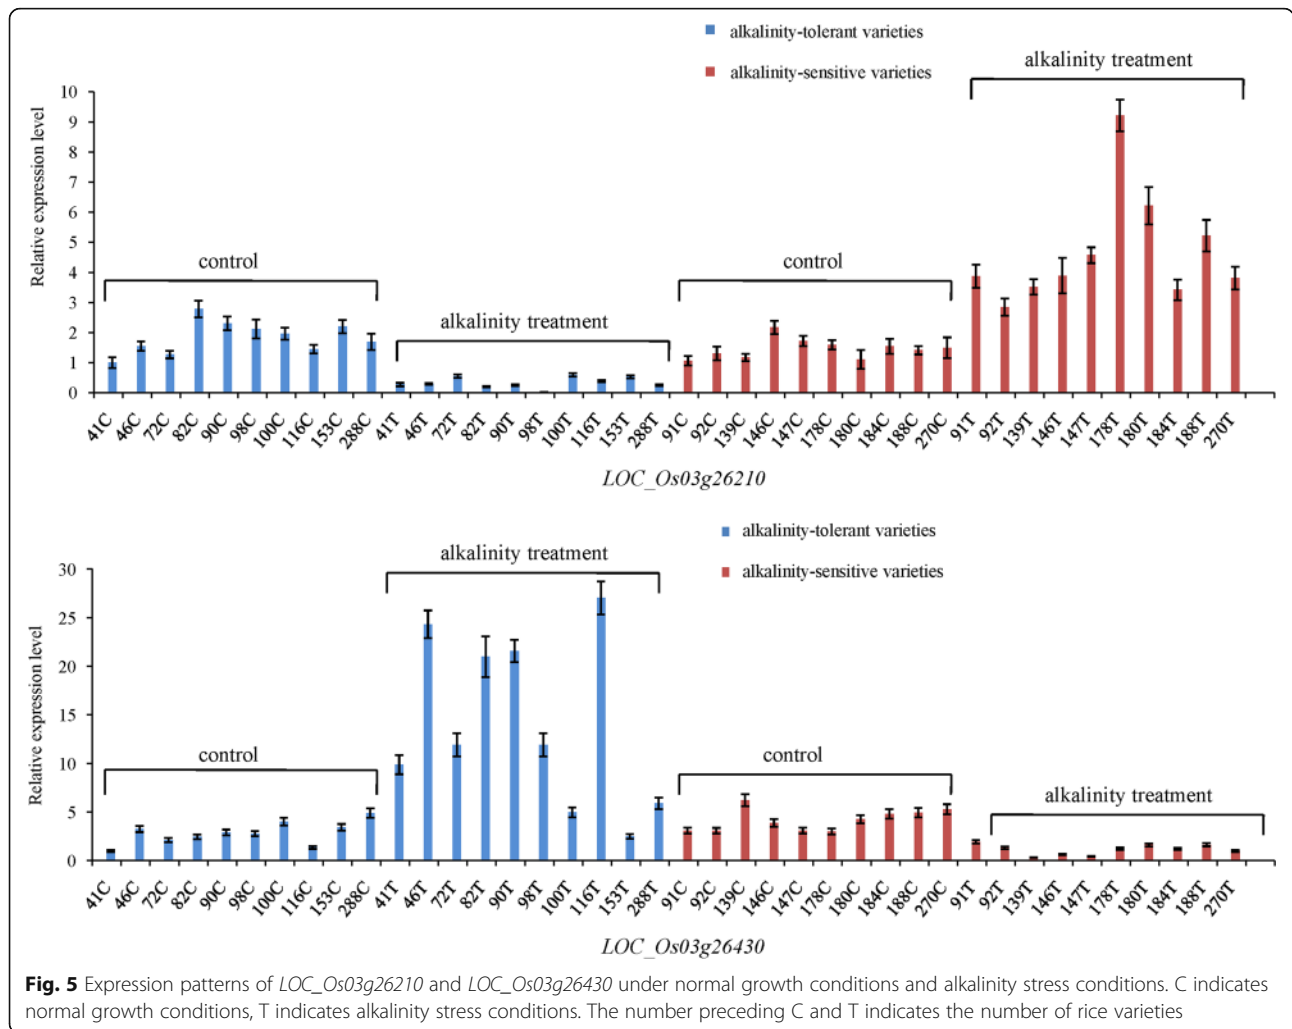 alkalinity-tolerant varieties
alkalinity-sensitive varieties
alkalinity treatment
control
alkalinity treatment
control
Relative expression level
10
9
8
7
6
5
4
3
2
1
0
41C 46C 72C 82C 90C 98C 100C 116C 153C 288C 41T 46T 72T 82T 90T 98T 100T 116T 153T 288T 91C 92C 139C 146C 147C 178C 180C 184C 188C 270C 91T 92T 139T 146T 147T 178T 180T 184T 188T 270T
LOC_Os03g26210
alkalinity-tolerant varieties
alkalinity-sensitive varieties
alkalinity treatment
control
control
alkalinity treatment
Relative expression level
30
25
20
15
10
5
0
41C 46C 72C 82C 90C 98C 100C 116C 153C 288C 41T 46T 72T 82T 90T 98T 100T 116T 153T 288T 91C 92C 139C 146C 147C 178C 180C 184C 188C 270C 91T 92T 139T 146T 147T 178T 180T 184T 188T 270T
LOC_Os03g26430
Fig. 5 Expression patterns of LOC_Os03g26210 and LOC_Os03g26430 under normal growth conditions and alkalinity stress conditions. C indicates
normal growth conditions, T indicates alkalinity stress conditions. The number preceding C and T indicates the number of rice varieties